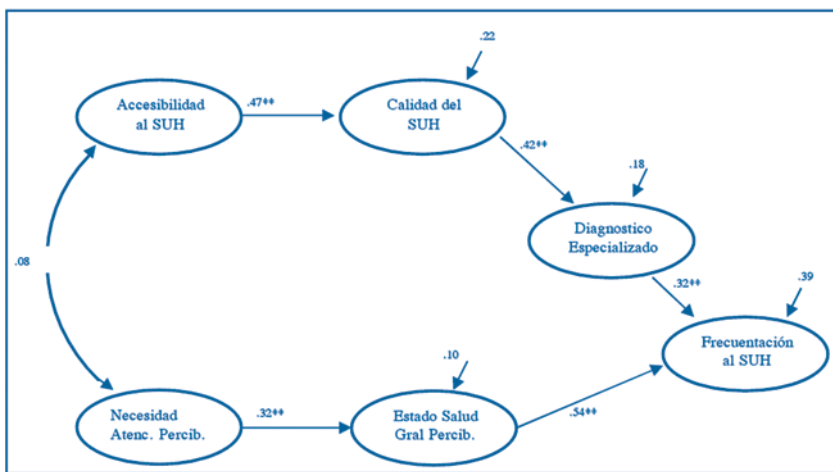 .22
Accesibilidad
al SUH
.47**
Calidad del
SUH
.42**
.18
Diagnostico
Especializado
.08
.32**
.39
Frecuentación
al SUH
.10
Necesidad
Atenc. Percib.
.32**
Estado Salud
Gral Percib.
.54**